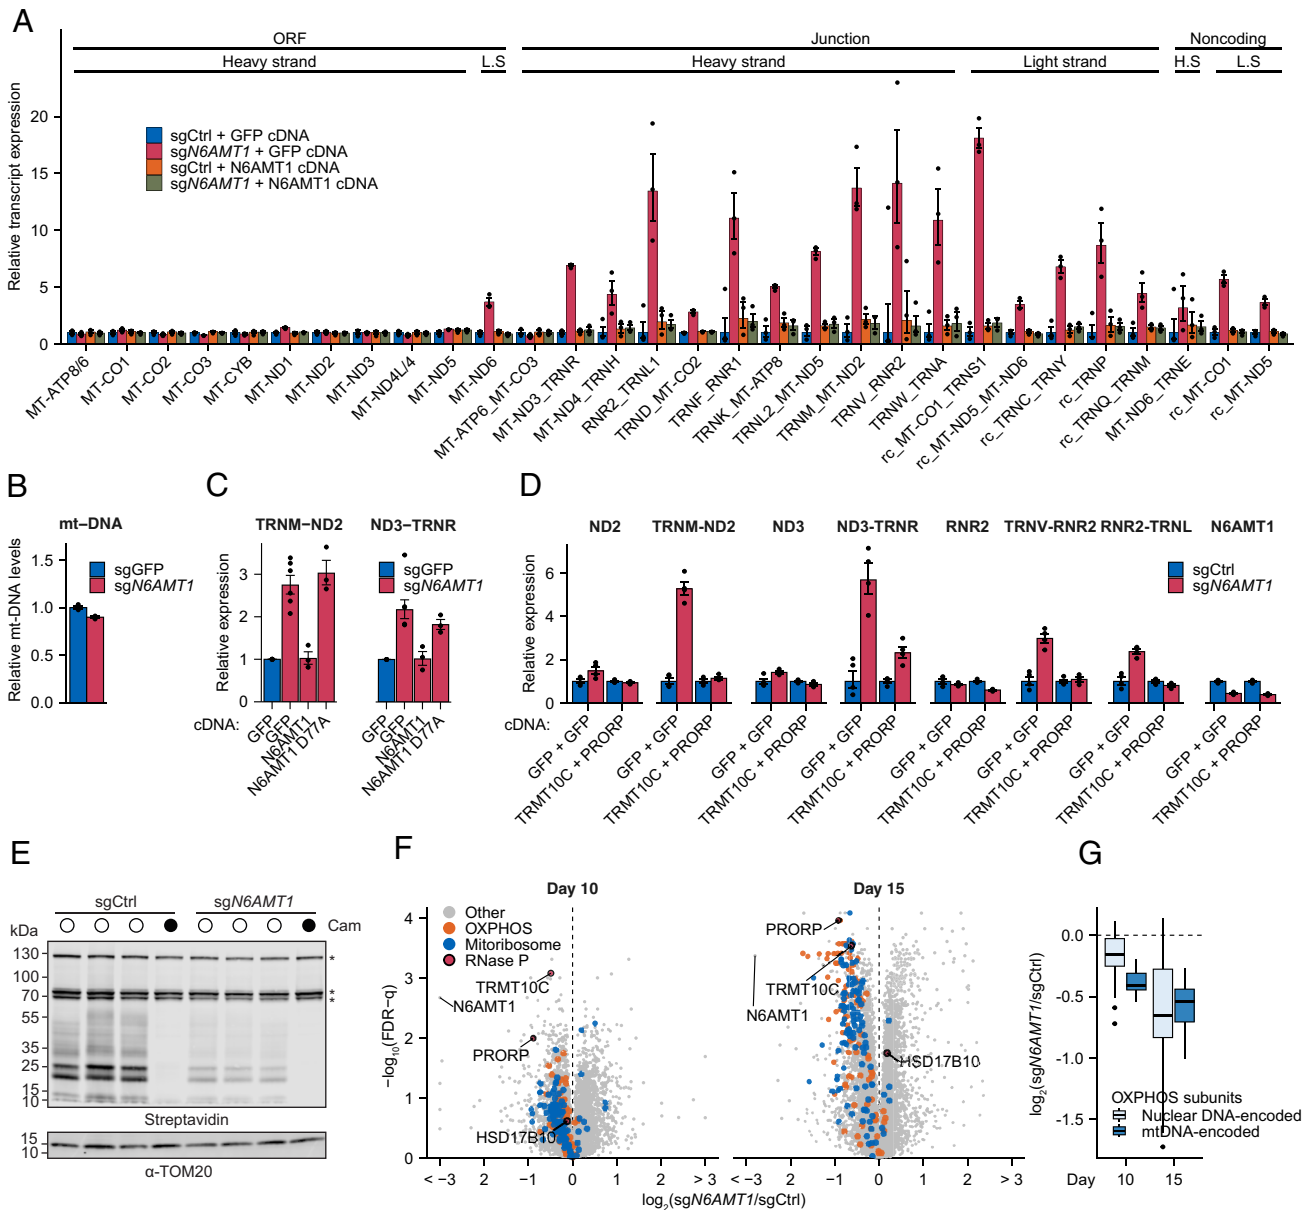 A
ORF
Junction
Noncoding
Heavy strand
L.S
Heavy strand
Light strand
H.S
L.S
Relative transcript expression
20
15
10
5
0
sgCtrl + GFP cDNA
sgN6AMT1 + GFP cDNA
sgCtrl + N6AMT1 cDNA
sgN6AMT1 + N6AMT1 cDNA
MT-ATP8/6
MT-CO1
MT-CO2
MT-CO3
MT-CYB
MT-ND1
MT-ND2
MT-ND3
MT-ND4L/4
MT-ND5
MT-ND6
MT-ATP6_MT-CO3
MT-ND3_TRNR
MT-ND4_TRNH
RNR2_TRNL1
TRND_MT-CO2
TRNF_RNR1
TRNK_MT-ATP8
TRNL2_MT-ND5
TRNM_MT-ND2
TRNV_RNR2
TRNW_TRNA
rc_MT-CO1_TRNS1
rc_MT-ND5_MT-ND6
rc_TRNC_TRNY
rc_TRNP
rc_TRNQ_TRNM
MT-ND6_TRNE
rc_MT-CO1
rc_MT-ND5
B
mt–DNA
Relative mt-DNA levels
1.5
1.0
0.5
0.0
sgGFP
sgN6AMT1
C
TRNM–ND2
ND3–TRNR
Relative expression
3
2
1
0
sgGFP
sgN6AMT1
cDNA:
GFP
GFP
N6AMT1
N6AMT1 D77A
GFP
GFP
N6AMT1
N6AMT1 D77A
D
ND2
TRNM-ND2
ND3
ND3-TRNR
RNR2
TRNV-RNR2
RNR2-TRNL
N6AMT1
Relative expression
6
4
2
0
sgCtrl
sgN6AMT1
cDNA:
GFP + GFP
TRMT10C + PRORP
GFP + GFP
TRMT10C + PRORP
GFP + GFP
TRMT10C + PRORP
GFP + GFP
TRMT10C + PRORP
GFP + GFP
TRMT10C + PRORP
GFP + GFP
TRMT10C + PRORP
GFP + GFP
TRMT10C + PRORP
GFP + GFP
TRMT10C + PRORP
E
sgCtrl
sgN6AMT1
Cam
kDa
130
100
70
55
35
25
15
10
*
*
*
Streptavidin
15
10
α-TOM20
F
Day 10
Day 15
−log10(FDR−q)
4
3
2
1
0
Other
OXPHOS
Mitoribosome
RNase P
TRMT10C
N6AMT1
PRORP
HSD17B10
PRORP
TRMT10C
N6AMT1
HSD17B10
< −3
−2
−1
0
1
2
> 3
< −3
−2
−1
0
1
2
> 3
log2(sgN6AMT1/sgCtrl)
G
log2(sgN6AMT1/sgCtrl)
0.0
-0.5
-1.0
-1.5
OXPHOS subunits
Nuclear DNA-encoded
mtDNA-encoded
Day
10
15